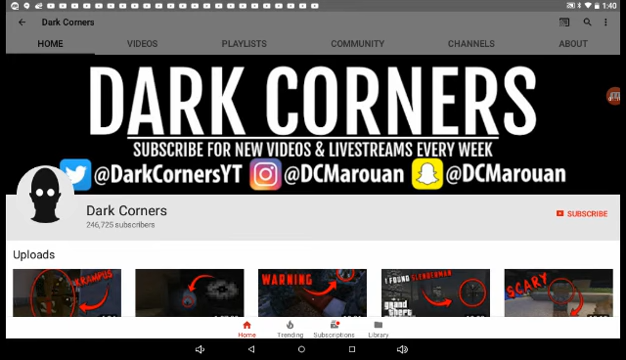 1:40
Dark Corners
HOME VIDEOS PLAYLISTS COMMUNITY CHANNELS ABOUT
DARK CORNERS
SUBSCRIBE FOR NEW VIDEOS & LIVESTREAMS EVERY WEEK
@DarkCornersYT @DCMarouan @DCMarouan
Dark Corners
246,725 subscribers
SUBSCRIBE
Uploads
KRAMPUS
WARNING
I FOUND SLENDERMAN
grand
theft
SCARY
Home Trending Subscriptions Library